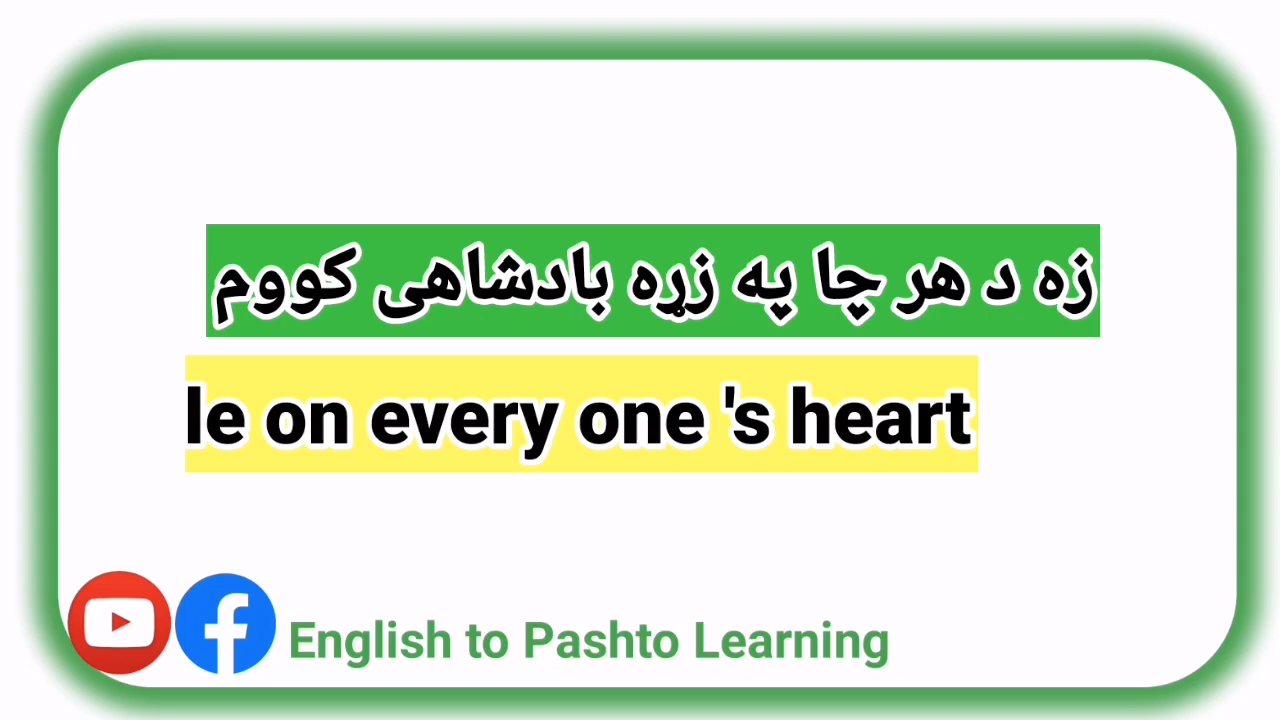 زه د هر چا په زړه بادشاهی کووم
le on every one 's heart
English to Pashto Learning